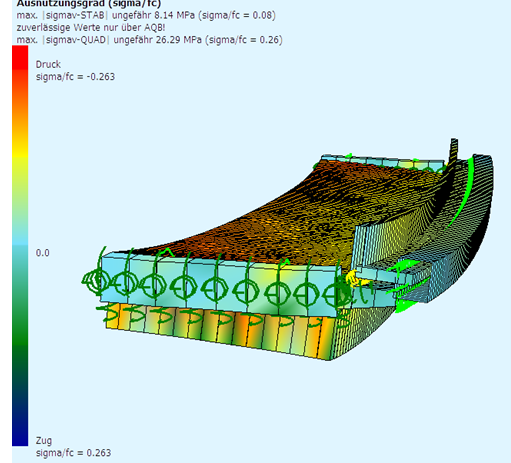 Ausnutzungsgrad (sigma/fc)
max. |sigmav-STAB| ungefähr 8.14 MPa (sigma/fc = 0.08)
zuverlässige Werte nur über AQB!
max. |sigmav-QUAD| ungefähr 26.29 MPa (sigma/fc = 0.26)
Druck
sigma/fc = -0.263
0.0
Zug
sigma/fc = 0.263